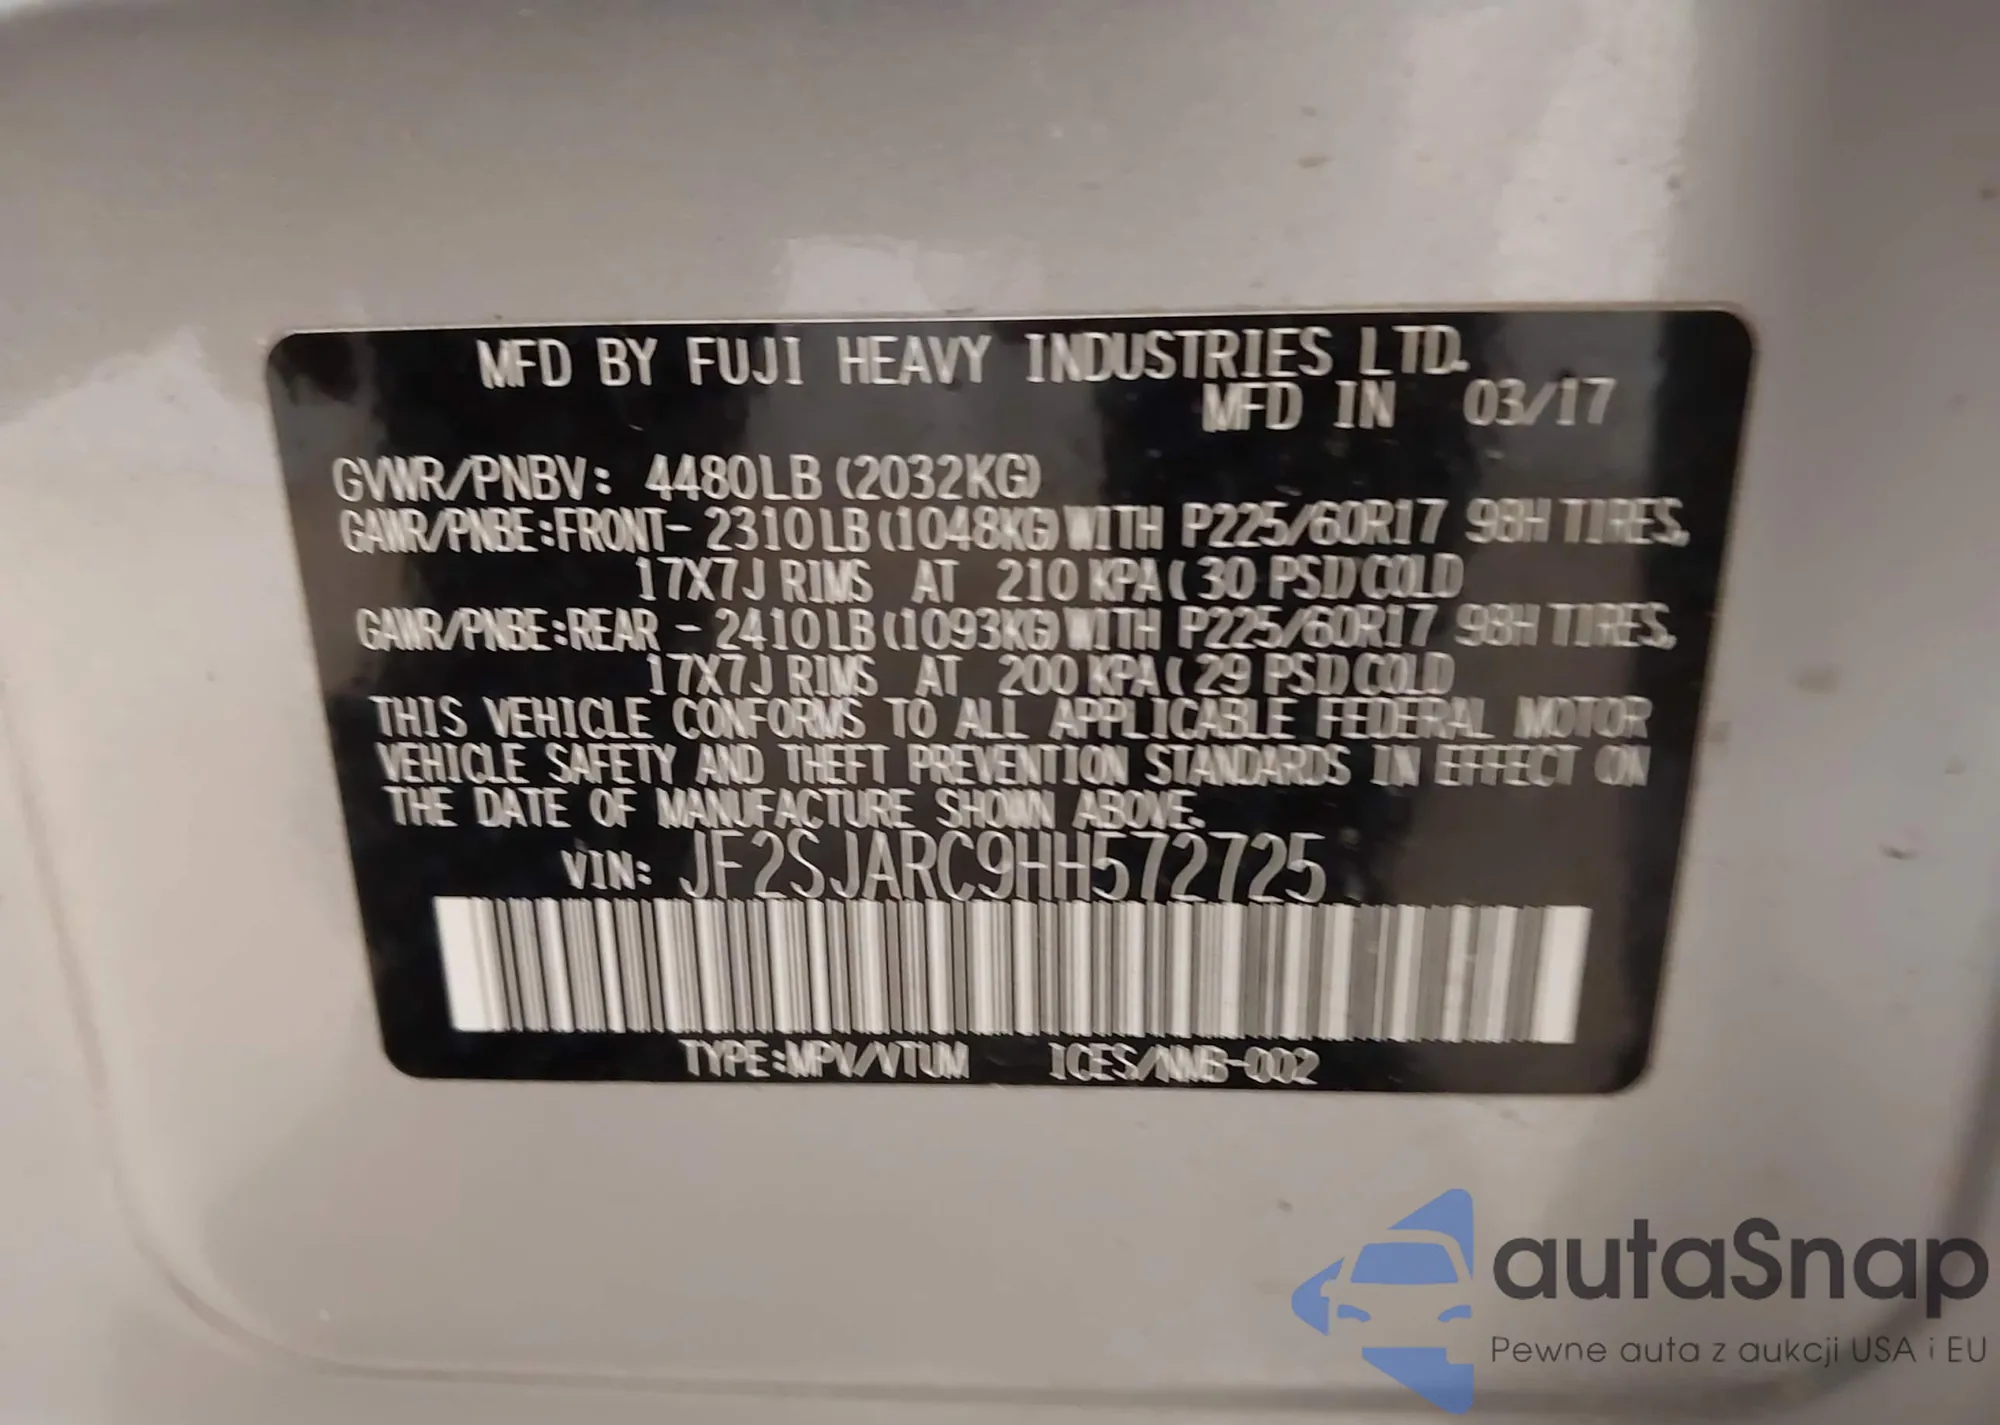 MFD BY FUJI HEAVY INDUSTRIES LTD.
MFD IN 03/17
GVWR/PNBV: 4480LB (2032KG)
GAWR/PNBE:FRONT- 2310LB (1048KG) WITH P225/60R17 98H TIRES,
17X7J RIMS AT 210 KPA ( 30 PSI) COLD
GAWR/PNBE:REAR - 2410LB (1093KG) WITH P225/60R17 98H TIRES,
17X7J RIMS AT 200 KPA ( 29 PSI) COLD
THIS VEHICLE CONFORMS TO ALL APPLICABLE FEDERAL MOTOR
VEHICLE SAFETY AND THEFT PREVENTION STANDARDS IN EFFECT ON
THE DATE OF MANUFACTURE SHOWN ABOVE.
VIN: JF2SJARC9HH572725
TYPE:MPV/VTUM ICES/NMB-002
autaSnap
Pewne auta z aukcji USA i EU